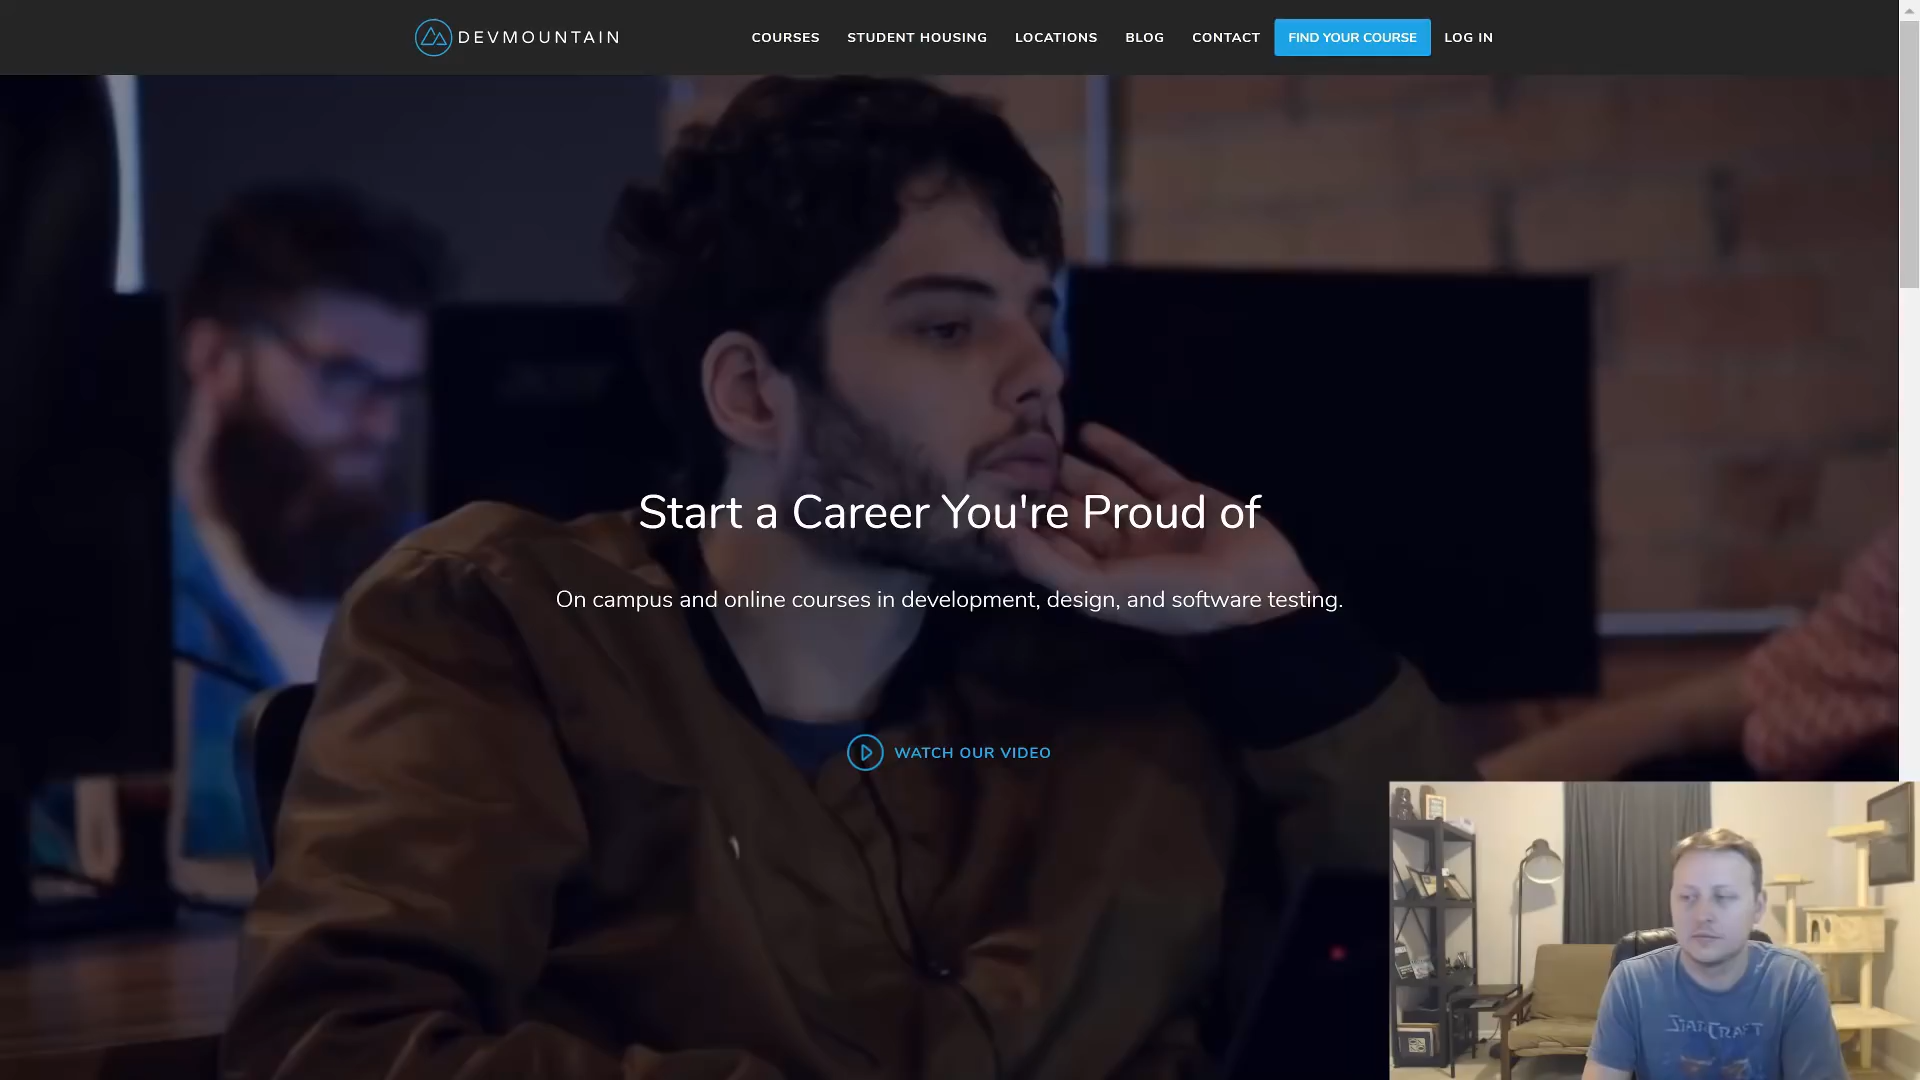 DEVMOUNTAIN
COURSES STUDENT HOUSING LOCATIONS BLOG CONTACT FIND YOUR COURSE LOG IN
Start a Career You're Proud of
On campus and online courses in development, design, and software testing.
WATCH OUR VIDEO
STARCRAFT